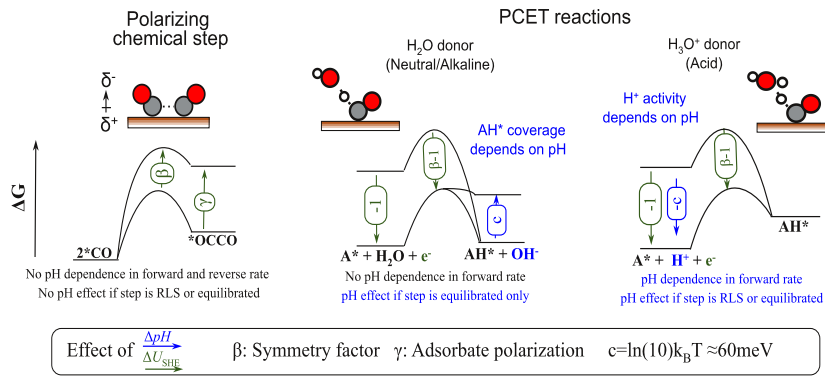 Polarizing
chemical step
PCET reactions
H₂O donor
(Neutral/Alkaline)
H₃O⁺ donor
(Acid)
δ⁻
δ⁺
AH* coverage
depends on pH
H⁺ activity
depends on pH
ΔG
β
γ
2*CO
*OCCO
No pH dependence in forward and reverse rate
No pH effect if step is RLS or equilibrated
-1
β-1
c
A* + H₂O + e⁻
AH* + OH⁻
No pH dependence in forward rate
pH effect if step is equilibrated only
-1
-c
β-1
AH*
A* + H⁺ + e⁻
pH dependence in forward rate
pH effect if step is RLS or equilibrated
Effect of ΔpH
ΔU_SHE
β: Symmetry factor γ: Adsorbate polarization c=ln(10)k_BT ≈60meV